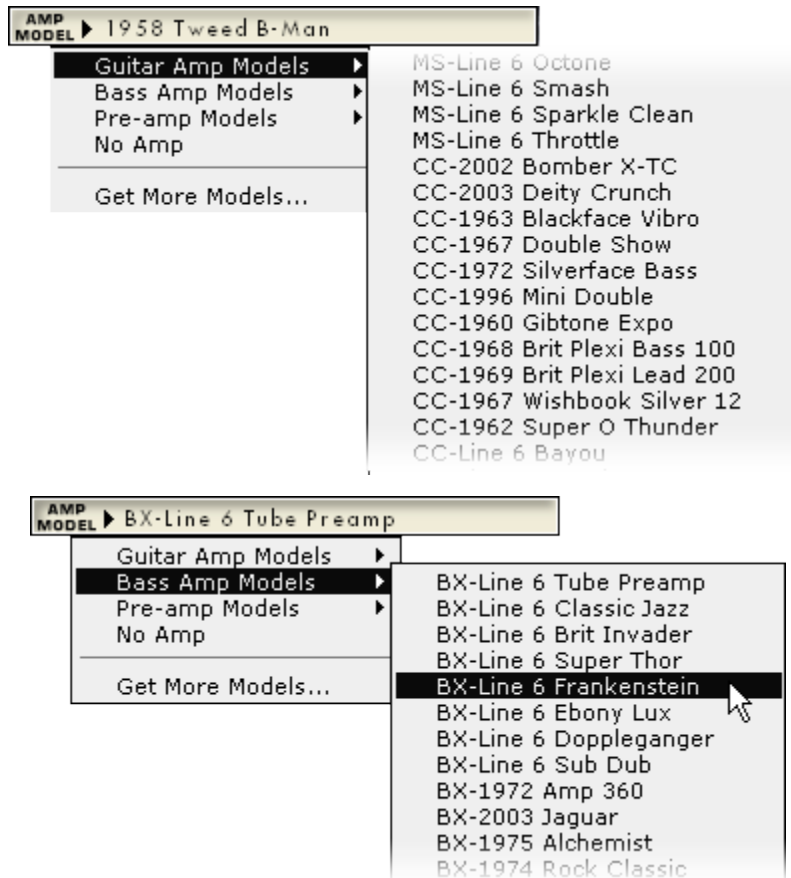 AMP MODEL 1958 Tweed B-Man
Guitar Amp Models
Bass Amp Models
Pre-amp Models
No Amp
Get More Models...
MS-Line 6 Octone
MS-Line 6 Smash
MS-Line 6 Sparkle Clean
MS-Line 6 Throttle
CC-2002 Bomber X-TC
CC-2003 Deity Crunch
CC-1963 Blackface Vibro
CC-1967 Double Show
CC-1972 Silverface Bass
CC-1996 Mini Double
CC-1960 Gibtone Expo
CC-1968 Brit Plexi Bass 100
CC-1969 Brit Plexi Lead 200
CC-1967 Wishbook Silver 12
CC-1962 Super O Thunder
CC-Line 6 Bayou
AMP MODEL BX-Line 6 Tube Preamp
Guitar Amp Models
Bass Amp Models
Pre-amp Models
No Amp
Get More Models...
BX-Line 6 Tube Preamp
BX-Line 6 Classic Jazz
BX-Line 6 Brit Invader
BX-Line 6 Super Thor
BX-Line 6 Frankenstein
BX-Line 6 Ebony Lux
BX-Line 6 Doppleganger
BX-Line 6 Sub Dub
BX-1972 Amp 360
BX-2003 Jaguar
BX-1975 Alchemist
BX-1974 Rock Classic